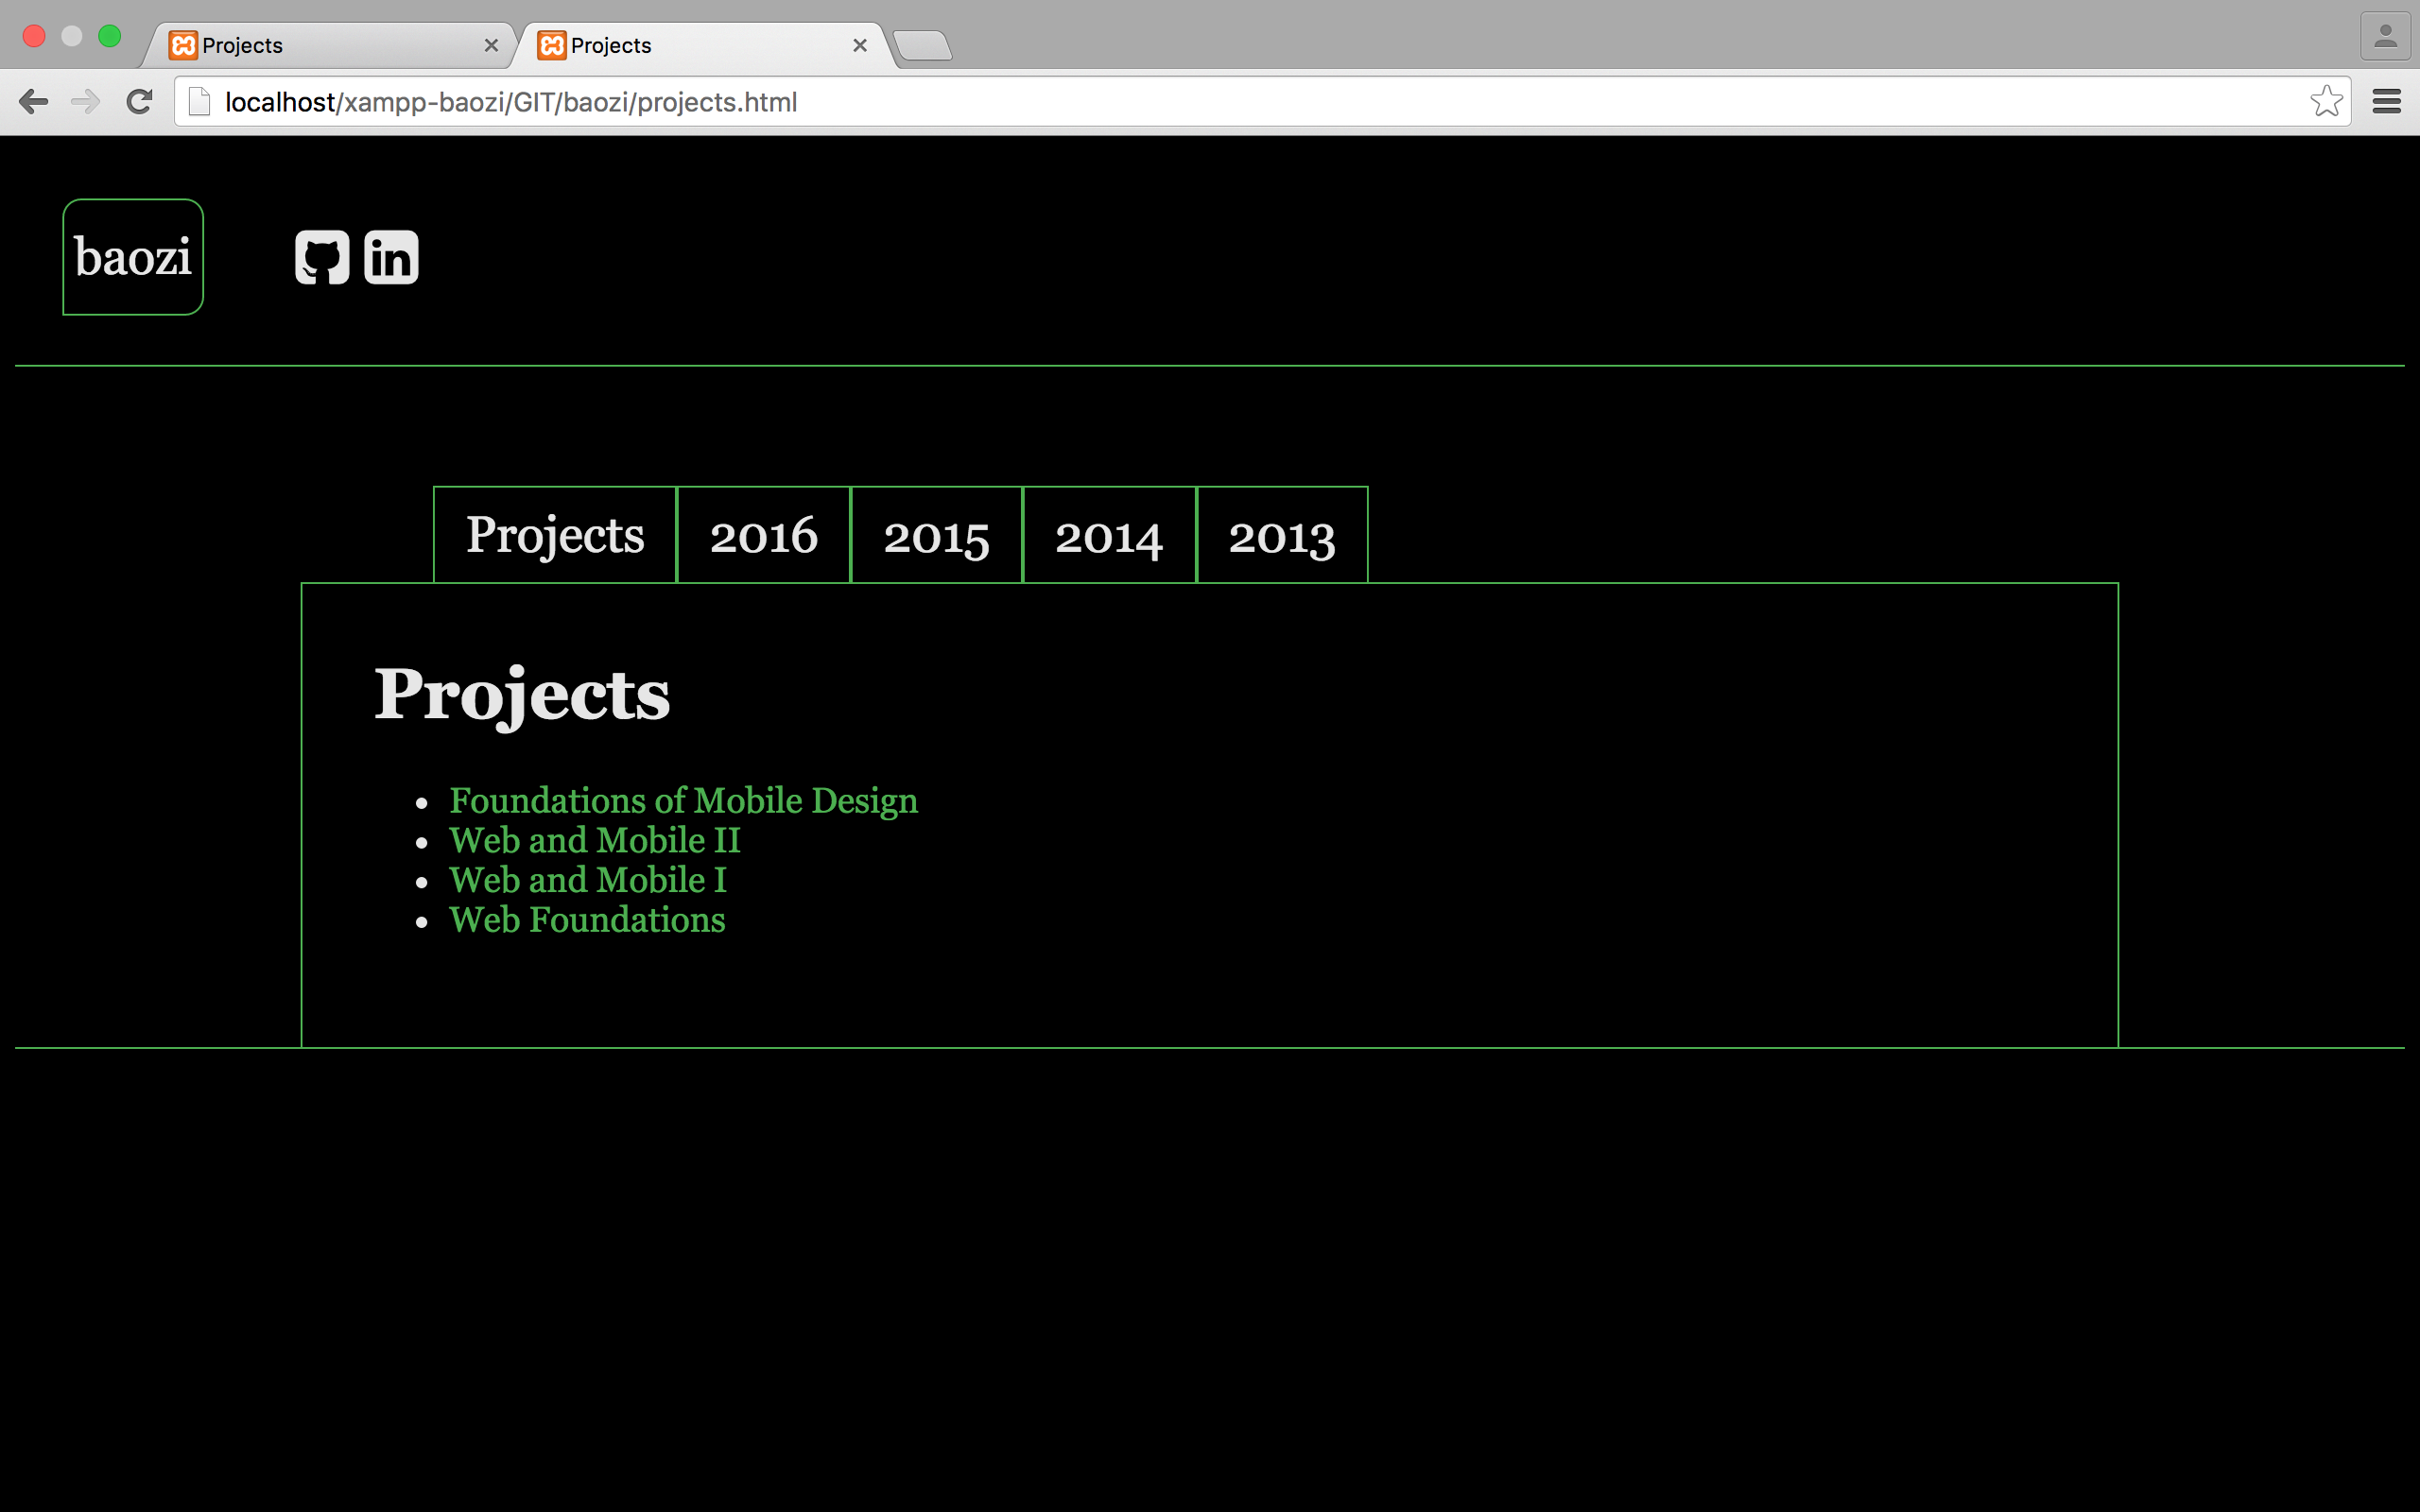 Projects
Projects
localhost/xampp-baozi/GIT/baozi/projects.html
baozi
in
Projects 2016 2015 2014 2013
Projects
Foundations of Mobile Design
Web and Mobile II
Web and Mobile I
Web Foundations